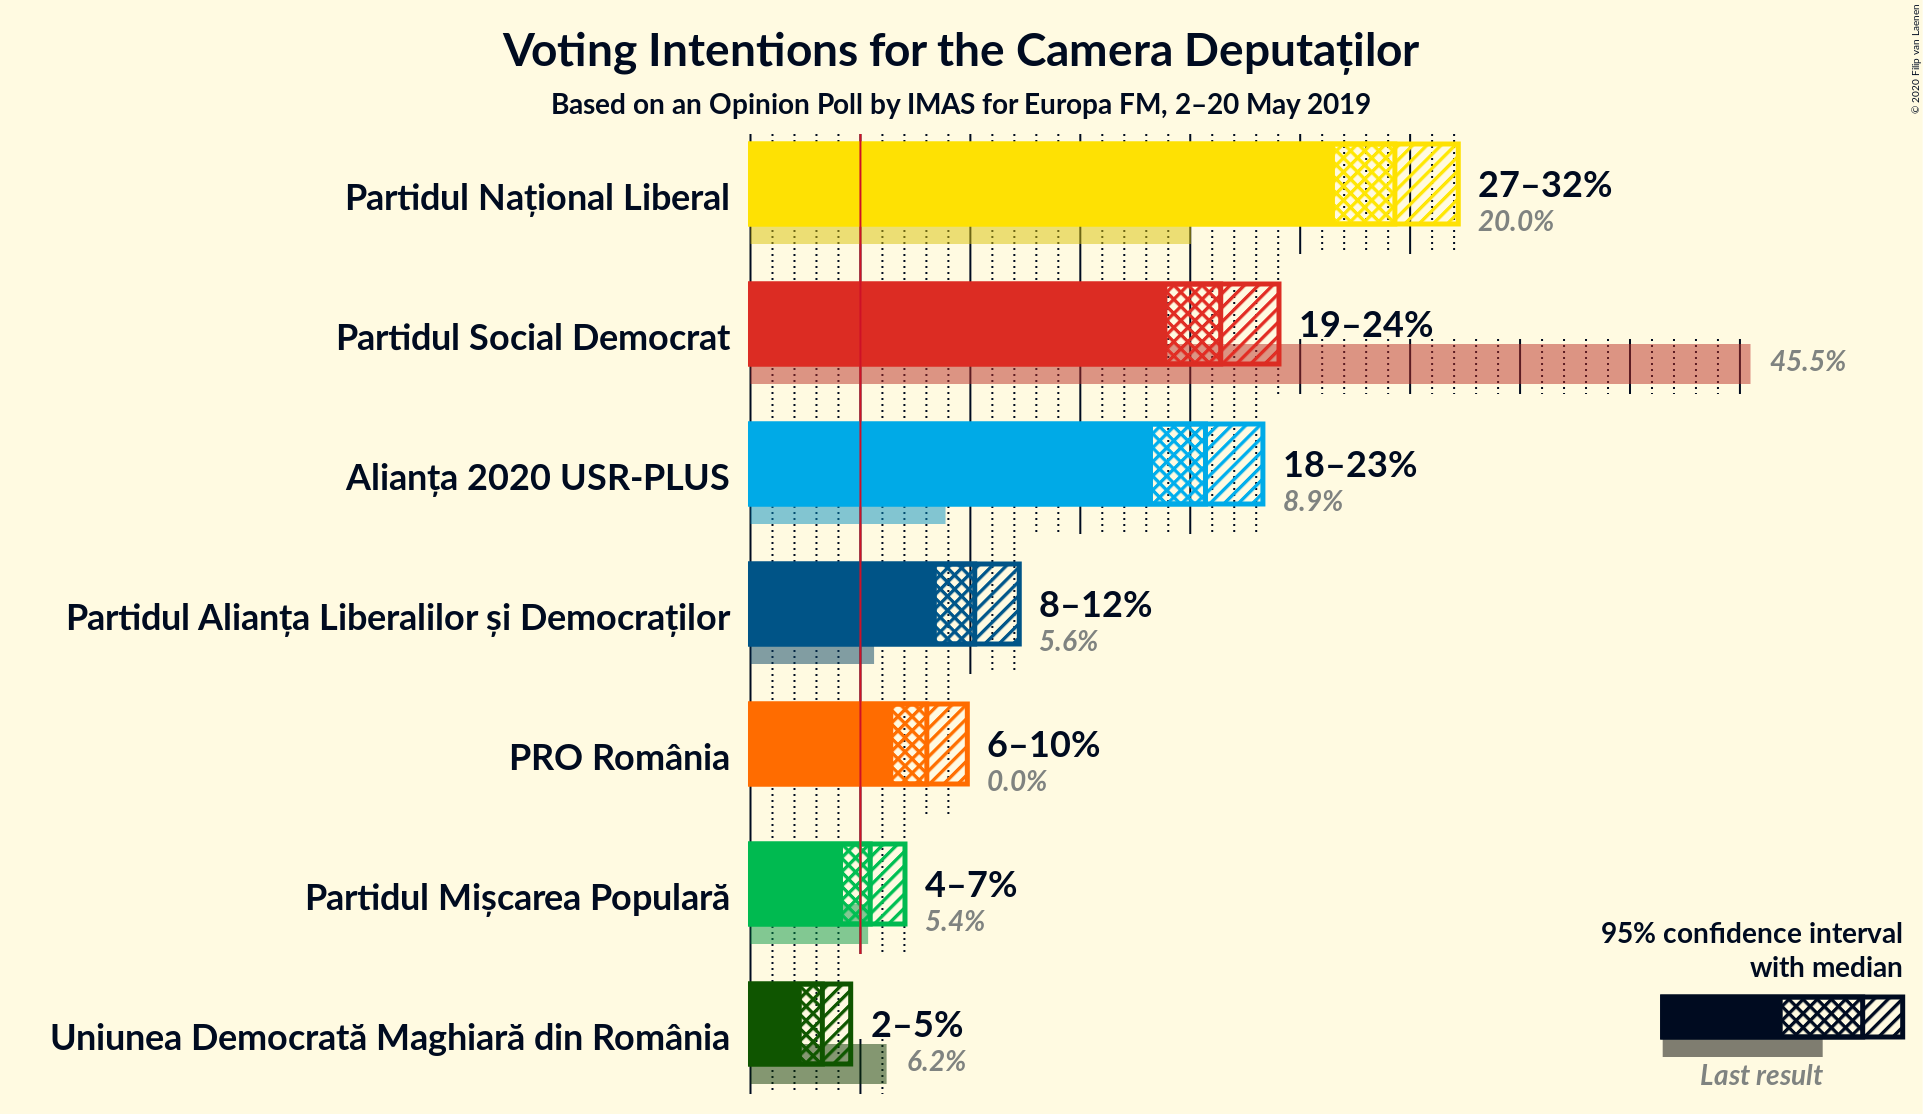 Voting Intentions for the Camera Deputaților
Based on an Opinion Poll by IMAS for Europa FM, 2–20 May 2019
© 2020 Filip van Laenen
Partidul Național Liberal
27–32%
20.0%
Partidul Social Democrat
19–24%
45.5%
Alianța 2020 USR-PLUS
18–23%
8.9%
Partidul Alianța Liberalilor și Democraților
8–12%
5.6%
PRO România
6–10%
0.0%
Partidul Mișcarea Populară
4–7%
5.4%
Uniunea Democrată Maghiară din România
2–5%
6.2%
95% confidence interval
with median
Last result